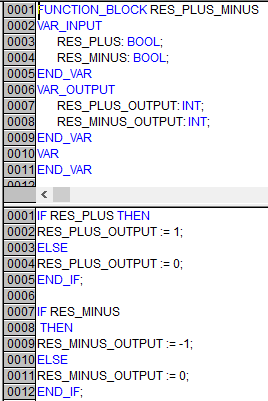 0001 FUNCTION_BLOCK RES_PLUS_MINUS
0002 VAR_INPUT
0003 RES_PLUS: BOOL;
0004 RES_MINUS: BOOL;
0005 END_VAR
0006 VAR_OUTPUT
0007 RES_PLUS_OUTPUT: INT;
0008 RES_MINUS_OUTPUT: INT;
0009 END_VAR
0010 VAR
0011 END_VAR
0012
0001 IF RES_PLUS THEN
0002 RES_PLUS_OUTPUT := 1;
0003 ELSE
0004 RES_PLUS_OUTPUT := 0;
0005 END_IF;
0006
0007 IF RES_MINUS
0008 THEN
0009 RES_MINUS_OUTPUT := -1;
0010 ELSE
0011 RES_MINUS_OUTPUT := 0;
0012 END_IF;